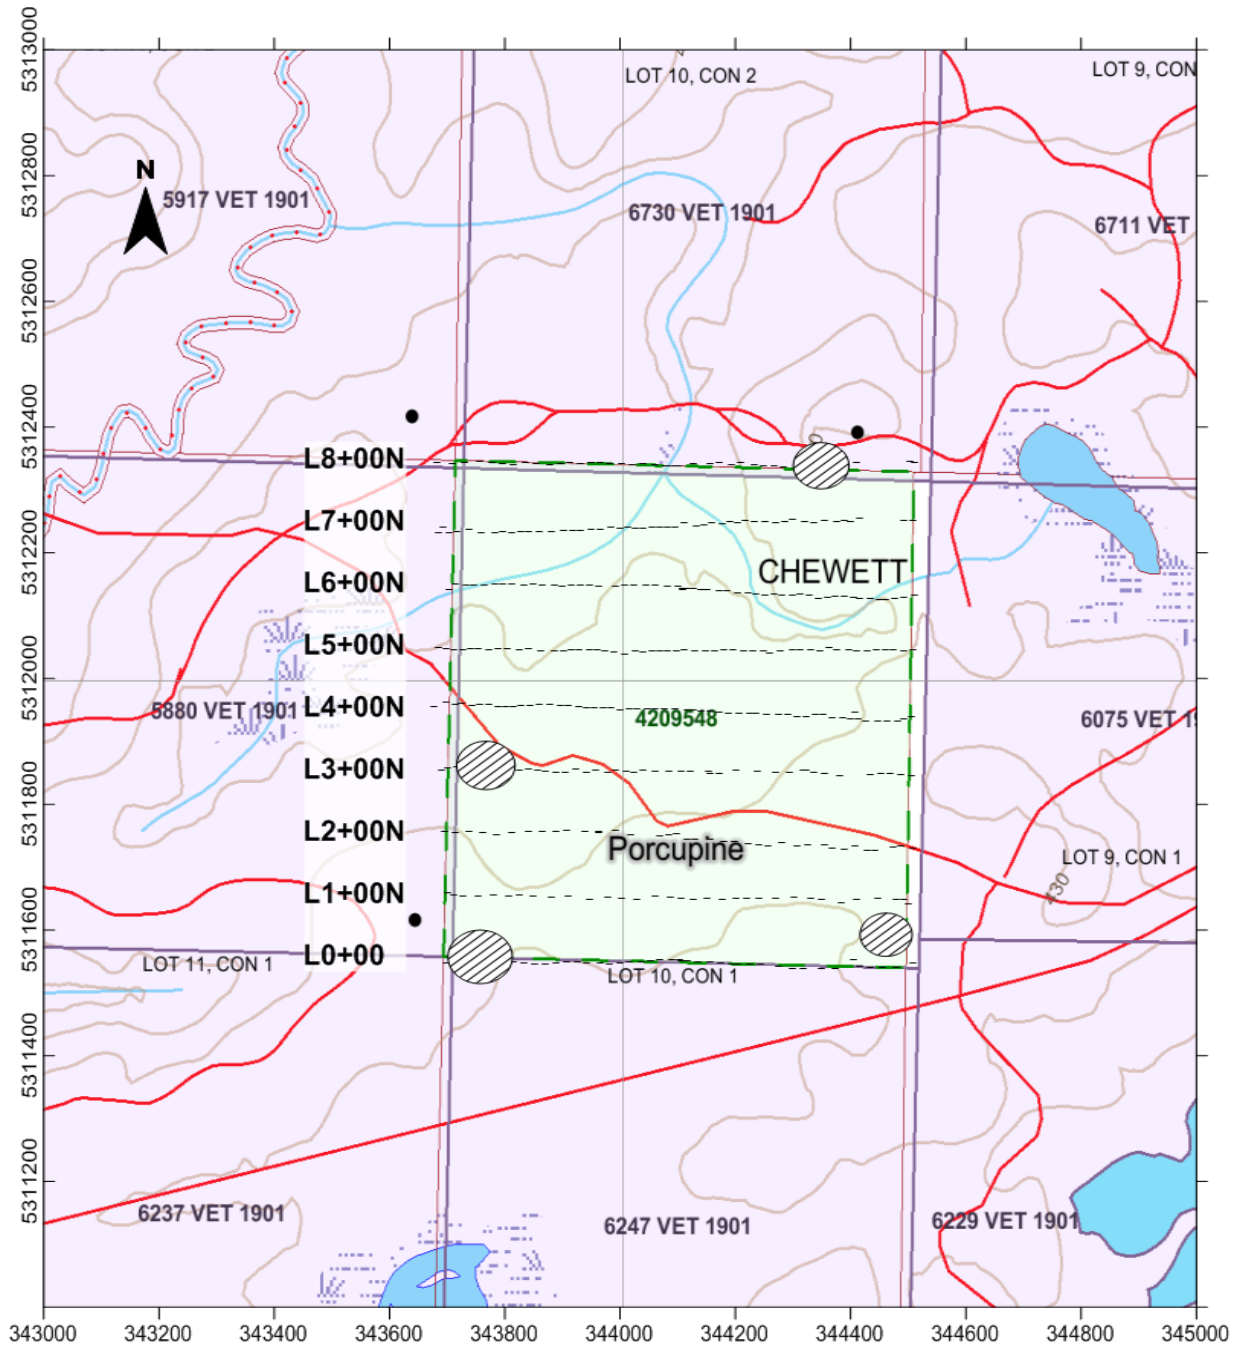 5313000
LOT 10, CON 2
LOT 9, CON
5312800
N
5917 VET 1901
6730 VET 1901
6711 VET
5312600
5312400
L8+00N
L7+00N
5312200
CHEWETT
L6+00N
L5+00N
5312000
5880 VET 1901
L4+00N
4209548
6075 VET 19
L3+00N
5311800
L2+00N
Porcupine
LOT 9, CON 1
430
L1+00N
5311600
L0+00
LOT 11, CON 1
LOT 10, CON 1
5311400
5311200
6237 VET 1901
6247 VET 1901
6229 VET 1901
343000 343200 343400 343600 343800 344000 344200 344400 344600 344800 345000